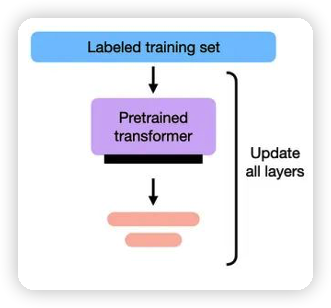 Labeled training set
Pretrained
transformer
Update
all layers